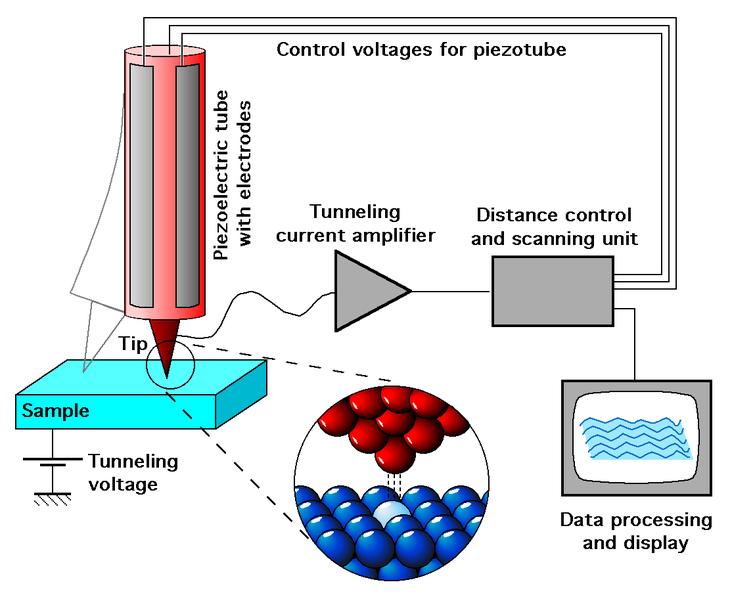 Control voltages for piezotube
Piezoelectric tube
with electrodes
Tunneling
current amplifier
Distance control
and scanning unit
Tip
Sample
Tunneling
voltage
Data processing
and display